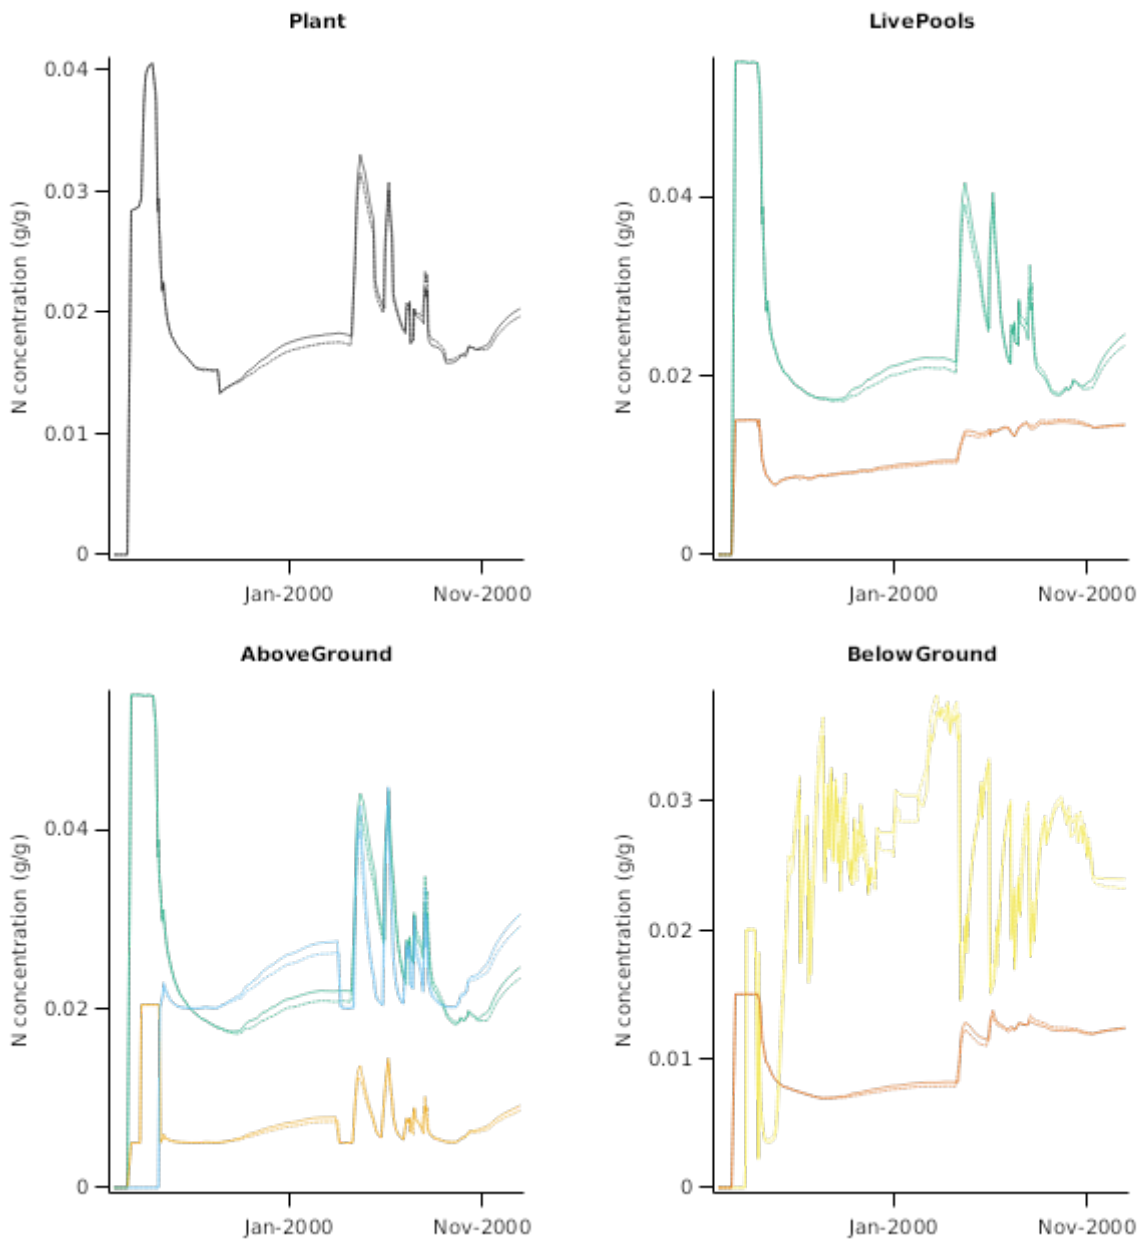 Plant
N concentration (g/g)
0.04
0.03
0.02
0.01
0
Jan-2000
Nov-2000
LivePools
N concentration (g/g)
0.04
0.02
0
Jan-2000
Nov-2000
AboveGround
N concentration (g/g)
0.04
0.02
0
Jan-2000
Nov-2000
BelowGround
N concentration (g/g)
0.03
0.02
0.01
0
Jan-2000
Nov-2000